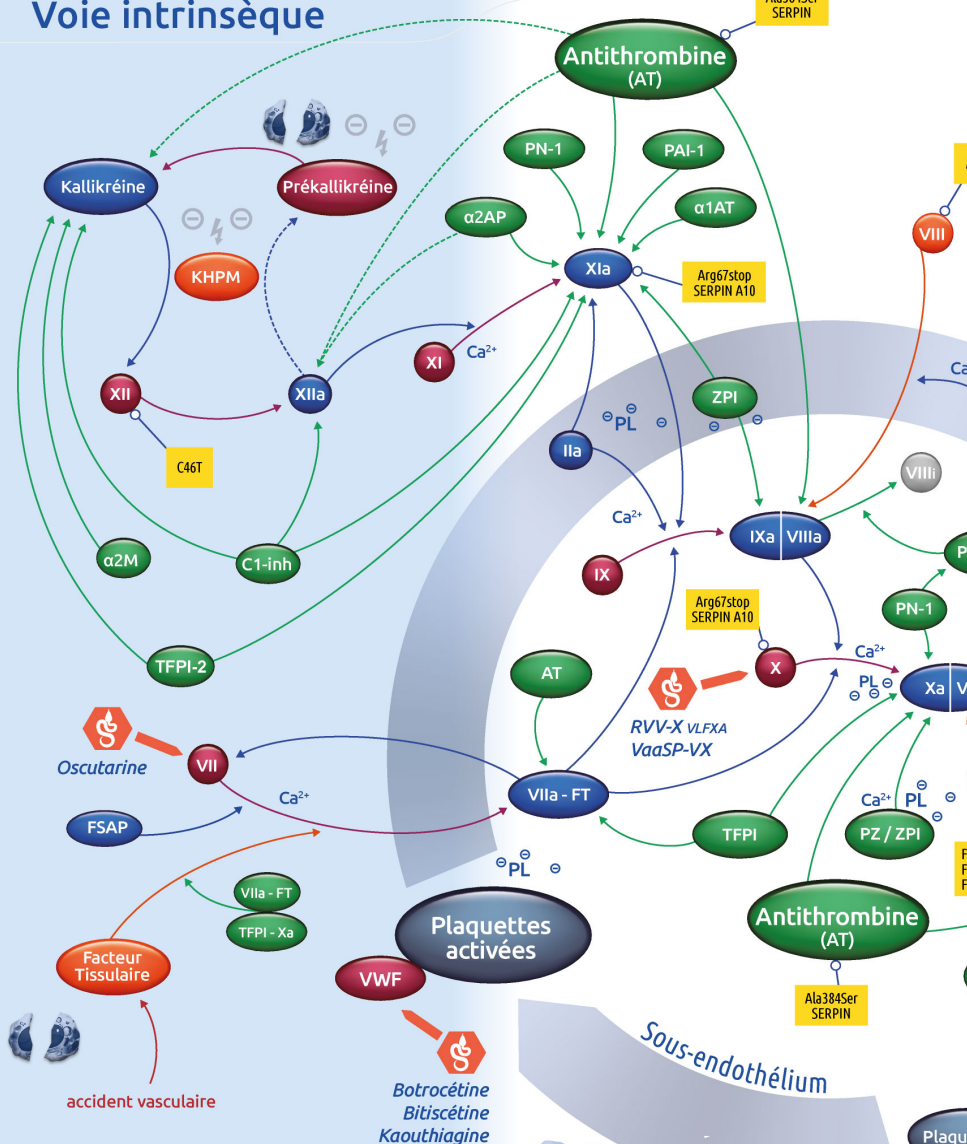 Voie intrinsèque
SERPIN
Antithrombine
(AT)
PN-1
PAI-1
Kallikréine
Prékallikréine
α2AP
α1AT
VIII
KHPM
XIa
Arg67stop
SERPIN A10
XI
Ca²⁺
XII
XIIa
ZPI
PL
C46T
IIa
VIIIi
Ca²⁺
IXa
VIIIa
α2M
C1-inh
IX
Arg67stop
SERPIN A10
PN-1
TFPI-2
AT
X
Ca²⁺
PL
Xa
RVV-X VLFXA
VaaSP-VX
Oscutarine
VII
Ca²⁺
VIIa - FT
FSAP
TFPI
Ca²⁺
PL
PZ / ZPI
PL
VIIa - FT
TFPI - Xa
Plaquettes
activées
Antithrombine
(AT)
Facteur
Tissulaire
VWF
Ala384Ser
SERPIN
Sous-endothélium
accident vasculaire
Botrocétine
Bitiscétine
Kaouthiagine